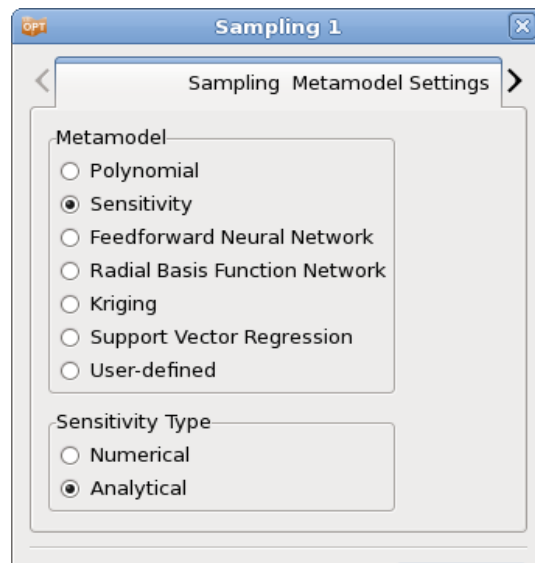 OPT
Sampling 1
Sampling Metamodel Settings
Metamodel
Polynomial
Sensitivity
Feedforward Neural Network
Radial Basis Function Network
Kriging
Support Vector Regression
User-defined
Sensitivity Type
Numerical
Analytical